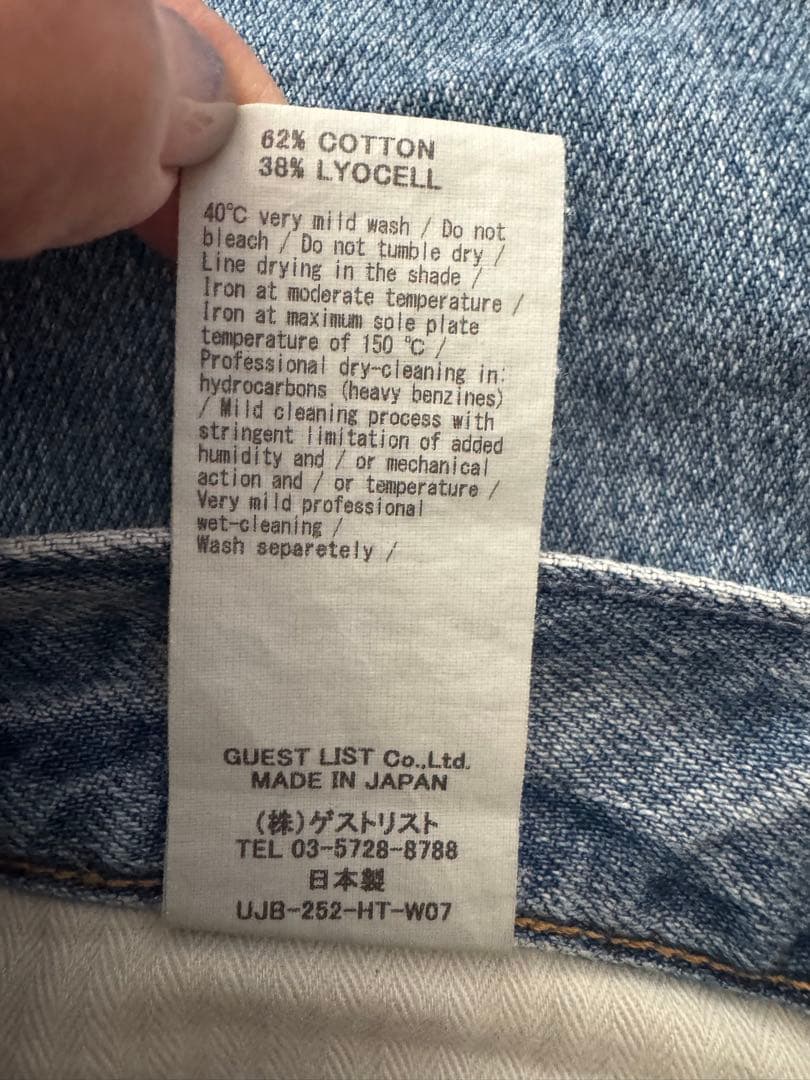 62% COTTON
38% LYOCELL
40℃ very mild wash / Do not
bleach / Do not tumble dry /
Line drying in the shade /
Iron at moderate temperature /
Iron at maximum sole plate
temperature of 150 ℃ /
Professional dry-cleaning in:
hydrocarbons (heavy benzines)
/ Mild cleaning process with
stringent limitation of added
humidity and / or mechanical
action and / or temperature /
Very mild professional
wet-cleaning /
Wash separetely /
GUEST LIST Co.,Ltd.
MADE IN JAPAN
(株)ゲストリスト
TEL 03-5728-8788
日本製
UJB-252-HT-W07